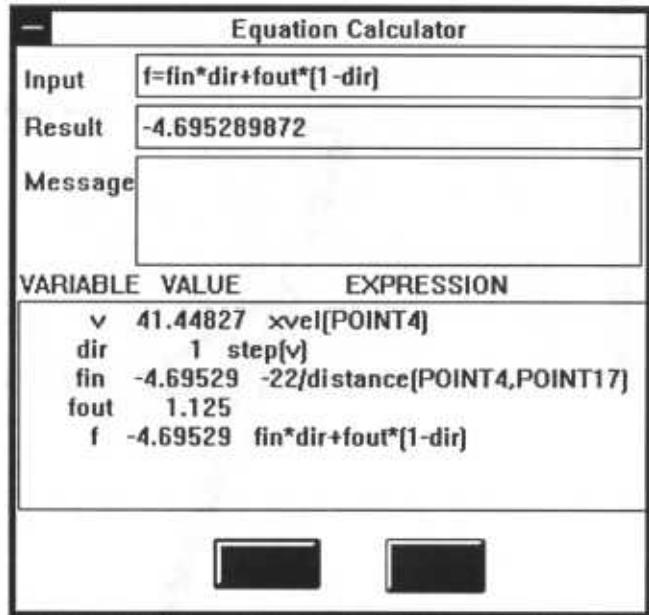 Equation Calculator
Input f=fin*dir+fout*(1-dir)
Result -4.695289872
Message
VARIABLE VALUE EXPRESSION
v 41.44827 xvel(POINT4)
dir 1 step(v)
fin -4.69529 -22/distance(POINT4,POINT17)
fout 1.125
f -4.69529 fin*dir+fout*(1-dir)